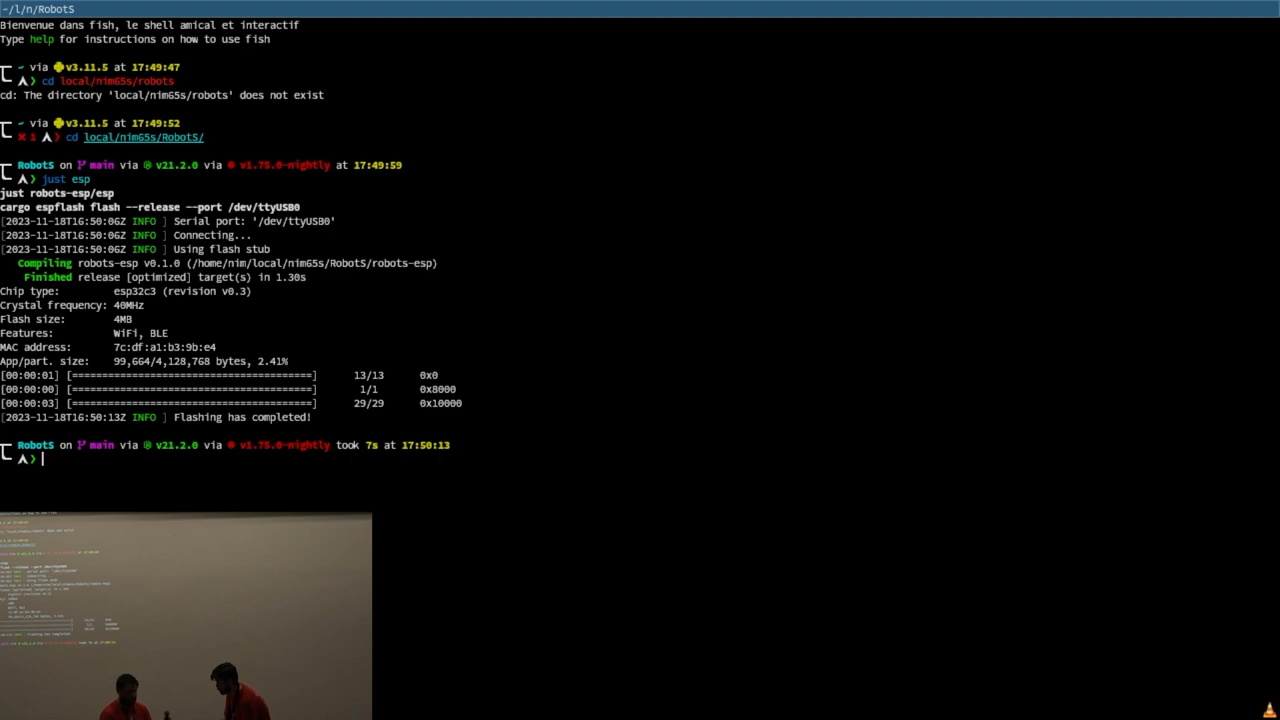 ~/l/n/RobotS
Bienvenue dans fish, le shell amical et interactif
Type help for instructions on how to use fish
~ via v3.11.5 at 17:49:47
❯ cd local/nim65s/robots
cd: The directory 'local/nim65s/robots' does not exist
~ via v3.11.5 at 17:49:52
✖ 1 ❯ cd local/nim65s/RobotS/
RobotS on main via v21.2.0 via v1.75.0-nightly at 17:49:59
❯ just esp
just robots-esp/esp
cargo espflash flash --release --port /dev/ttyUSB0
[2023-11-18T16:50:06Z INFO ] Serial port: '/dev/ttyUSB0'
[2023-11-18T16:50:06Z INFO ] Connecting...
[2023-11-18T16:50:06Z INFO ] Using flash stub
Compiling robots-esp v0.1.0 (/home/nim/local/nim65s/RobotS/robots-esp)
Finished release [optimized] target(s) in 1.30s
Chip type: esp32c3 (revision v0.3)
Crystal frequency: 40MHz
Flash size: 4MB
Features: WiFi, BLE
MAC address: 7c:df:a1:b3:9b:e4
App/part. size: 99,664/4,128,768 bytes, 2.41%
[00:00:01] [========================================] 13/13 0x0
[00:00:00] [========================================] 1/1 0x8000
[00:00:03] [========================================] 29/29 0x10000
[2023-11-18T16:50:13Z INFO ] Flashing has completed!
RobotS on main via v21.2.0 via v1.75.0-nightly took 7s at 17:50:13
❯